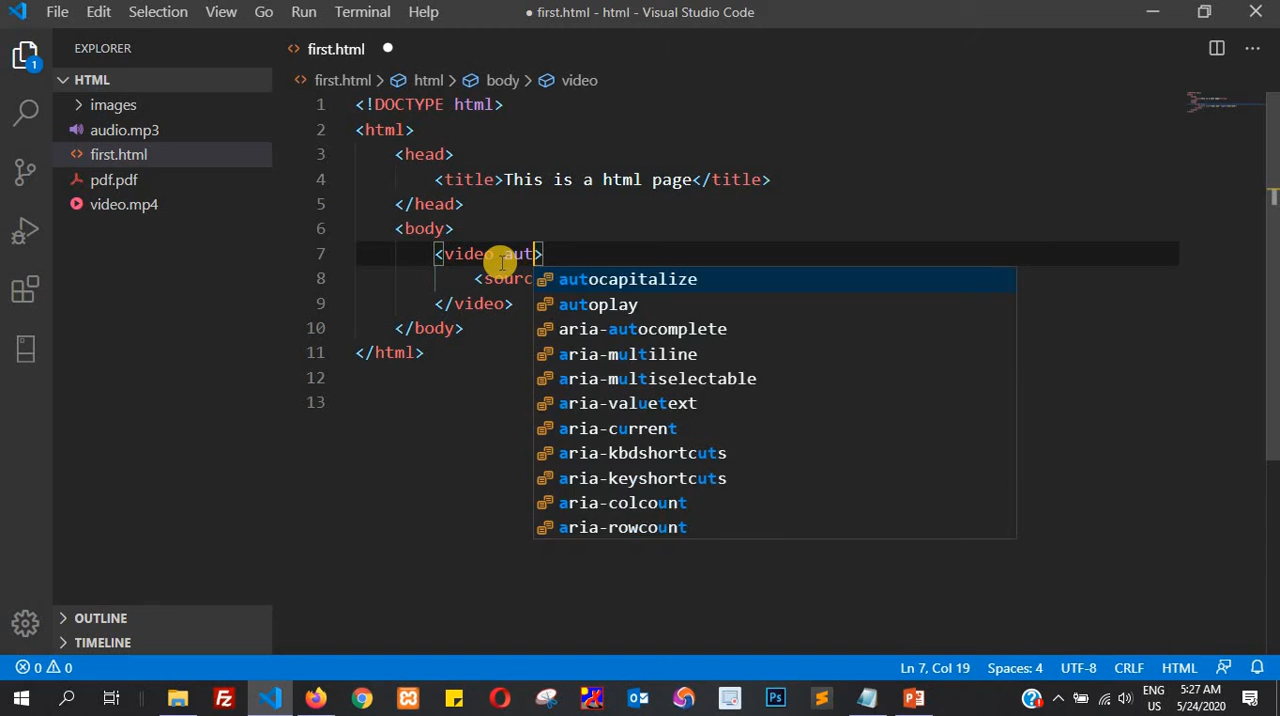 File Edit Selection View Go Run Terminal Help
● first.html - html - Visual Studio Code
EXPLORER
first.html
HTML
first.html > html > body > video
images
audio.mp3
first.html
pdf.pdf
video.mp4
1 <!DOCTYPE html>
2 <html>
3 <head>
4 <title>This is a html page</title>
5 </head>
6 <body>
7 <video aut>
8 <sourc
9 </video>
10 </body>
11 </html>
12
13
autocapitalize
autoplay
aria-autocomplete
aria-multiline
aria-multiselectable
aria-valuetext
aria-current
aria-kbdshortcuts
aria-keyshortcuts
aria-colcount
aria-rowcount
OUTLINE
TIMELINE
1
0 0
Ln 7, Col 19 Spaces: 4 UTF-8 CRLF HTML
ENG US
5:27 AM
5/24/2020